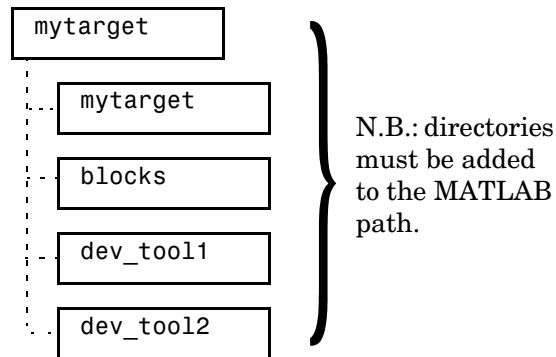 mytarget
mytarget
blocks
dev_tool1
dev_tool2
N.B.: directories
must be added
to the MATLAB
path.